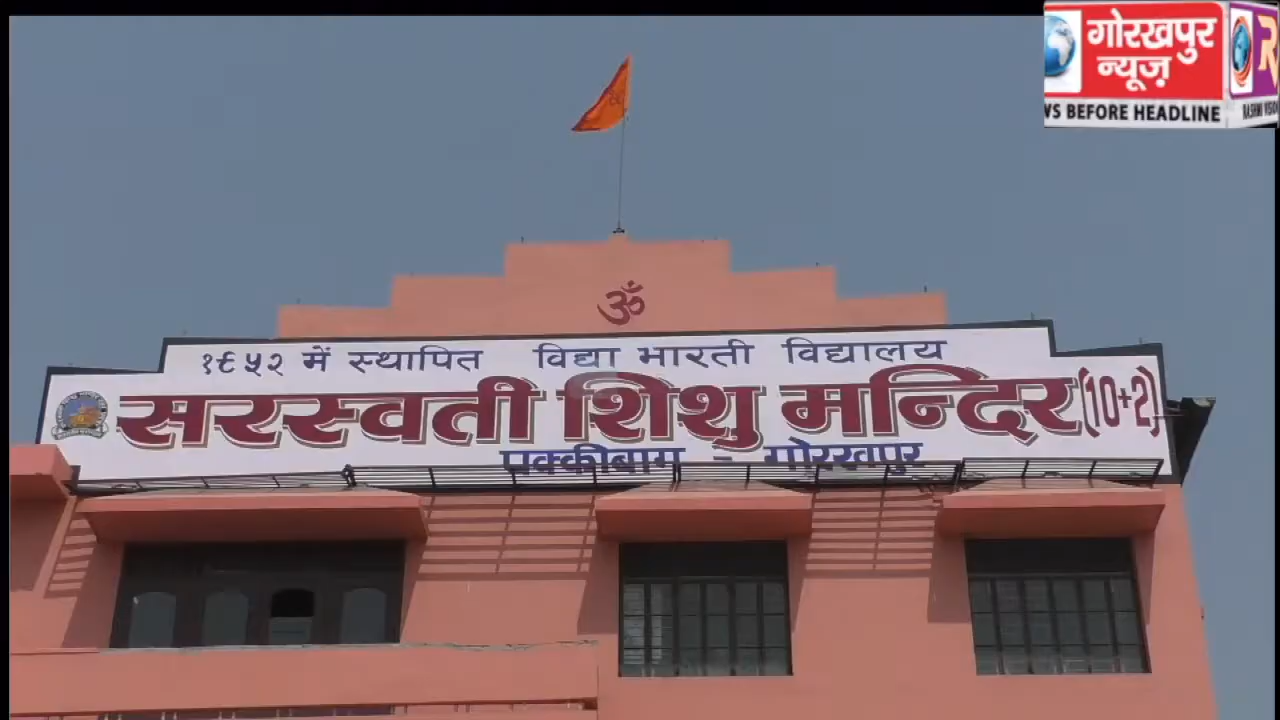 गोरखपुर
न्यूज़
WS BEFORE HEADLINE
ॐ
१९५२ में स्थापित विद्या भारती विद्यालय
सरस्वती शिशु मन्दिर (10+2)
पक्कीबाग - गोरखपुर